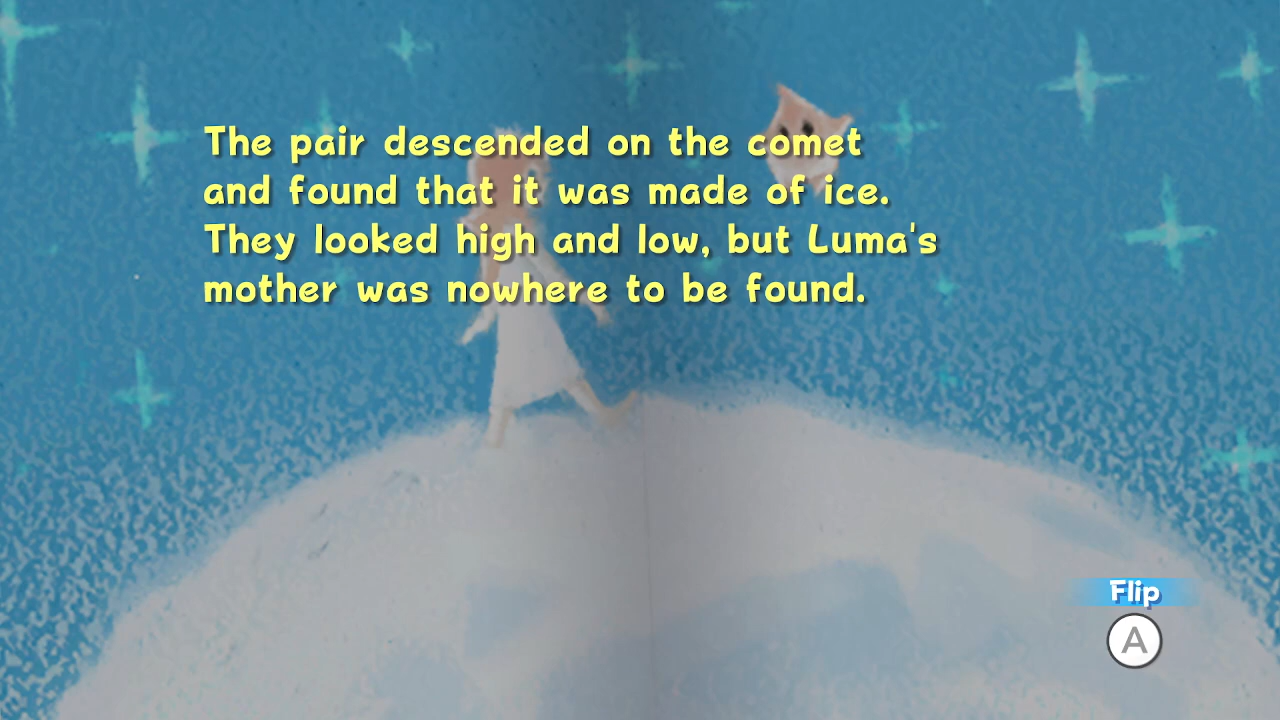 The pair descended on the comet
and found that it was made of ice.
They looked high and low, but Luma's
mother was nowhere to be found.
Flip
A